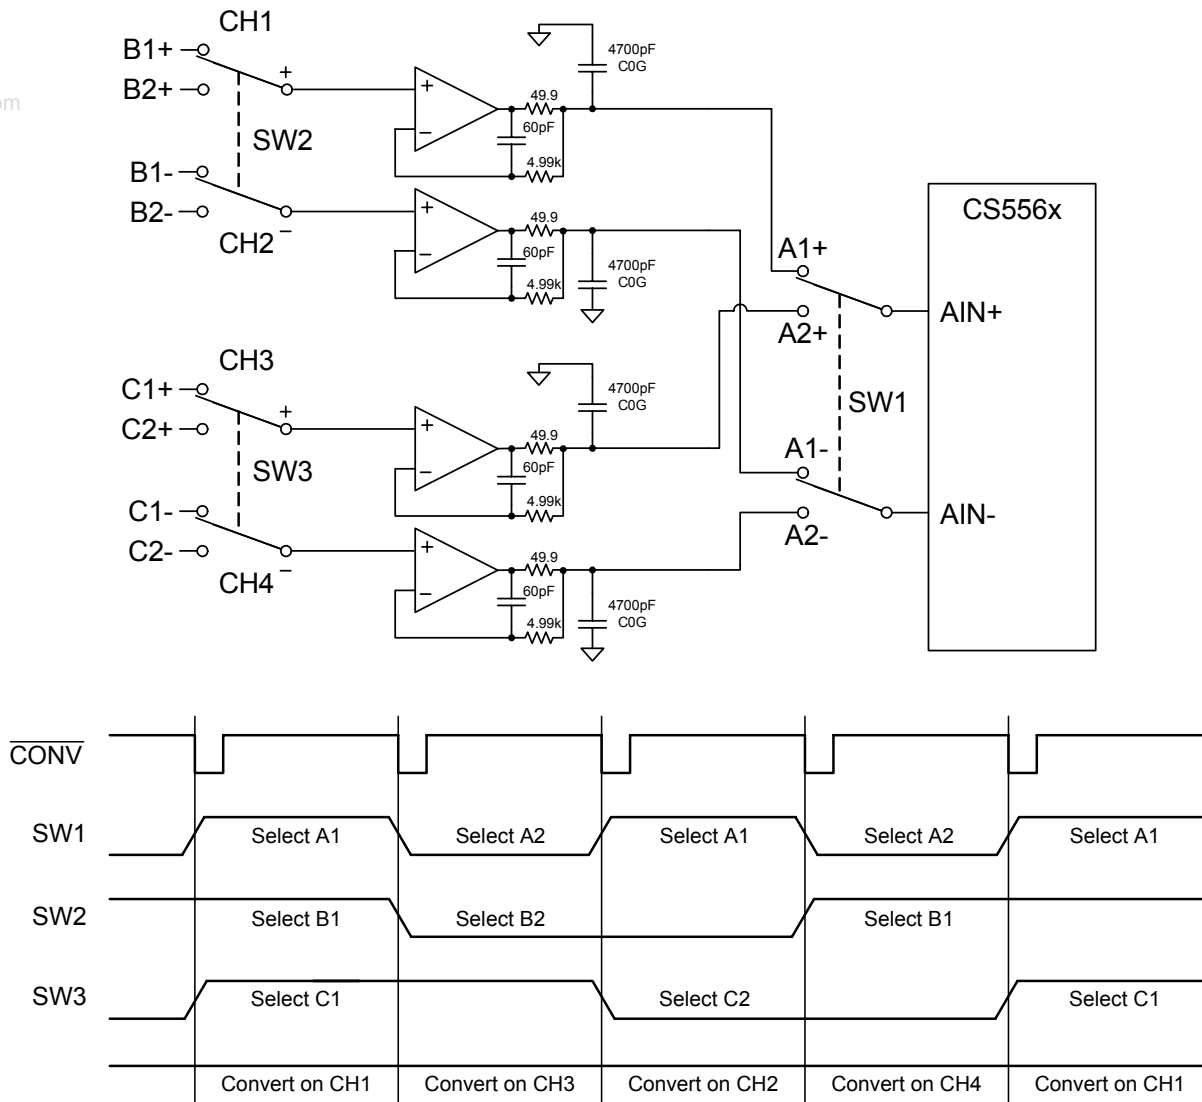 CH1
B1+
+
4700pF
C0G
B2+
+
49.9
om
SW2
60pF
−
4.99k
B1-
B2-
−
+
49.9
CS556x
CH2
60pF
−
4700pF
C0G
A1+
4.99k
AIN+
A2+
CH3
C1+
+
4700pF
C0G
C2+
+
49.9
SW1
SW3
60pF
−
4.99k
A1-
C1-
AIN-
C2-
−
+
49.9
A2-
CH4
60pF
−
4700pF
C0G
4.99k
CONV
SW1 Select A1 Select A2 Select A1 Select A2 Select A1
SW2 Select B1 Select B2 Select B1
SW3 Select C1 Select C2 Select C1
Convert on CH1 Convert on CH3 Convert on CH2 Convert on CH4 Convert on CH1